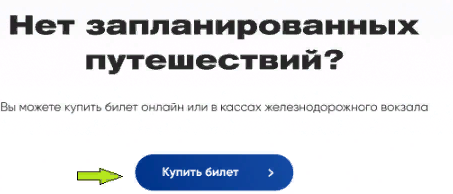 Нет запланированных
путешествий?
Вы можете купить билет онлайн или в кассах железнодорожного вокзала
Купить билет